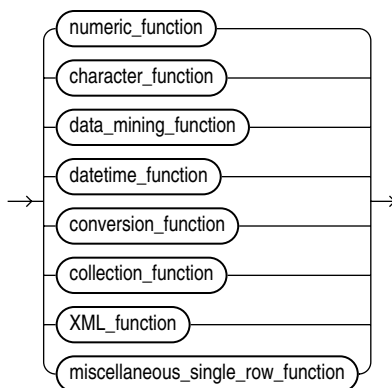 numeric_function
character_function
data_mining_function
datetime_function
conversion_function
collection_function
XML_function
miscellaneous_single_row_function